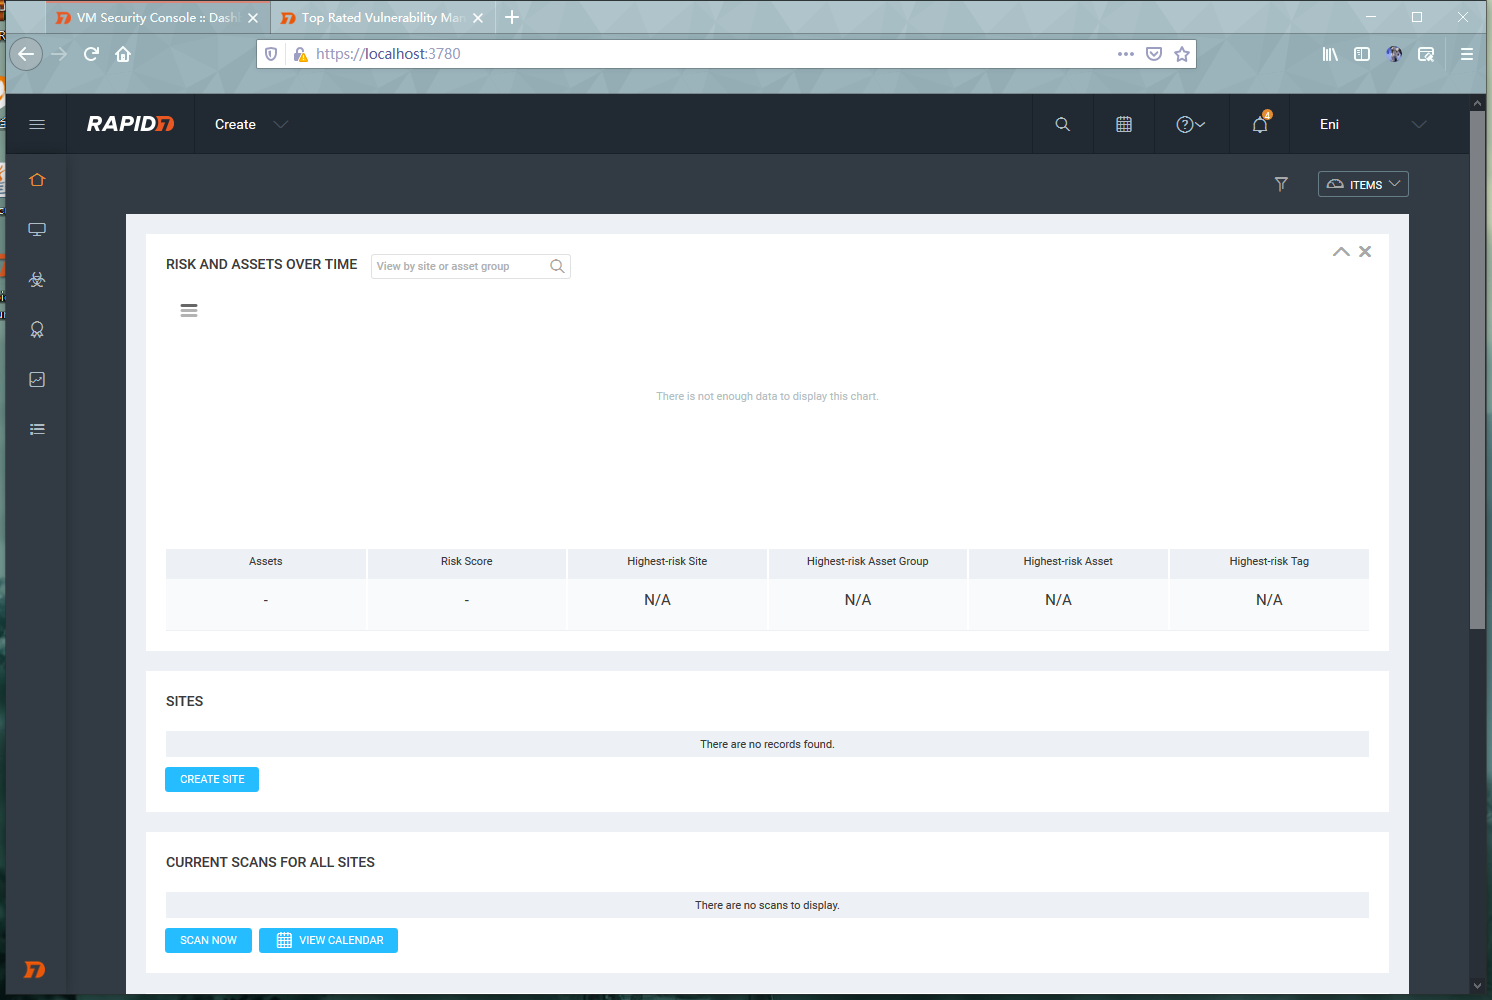 VM Security Console :: Dash
Top Rated Vulnerability Man
https://localhost:3780
RAPID7
Create
4
Eni
ITEMS
RISK AND ASSETS OVER TIME
View by site or asset group
There is not enough data to display this chart.
Assets
Risk Score
Highest-risk Site
Highest-risk Asset Group
Highest-risk Asset
Highest-risk Tag
-
-
N/A
N/A
N/A
N/A
SITES
There are no records found.
CREATE SITE
CURRENT SCANS FOR ALL SITES
There are no scans to display.
SCAN NOW
VIEW CALENDAR